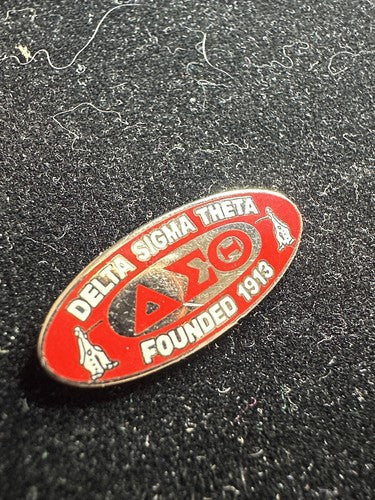 DELTA SIGMA THETA
ΔΣΘ
FOUNDED 1913